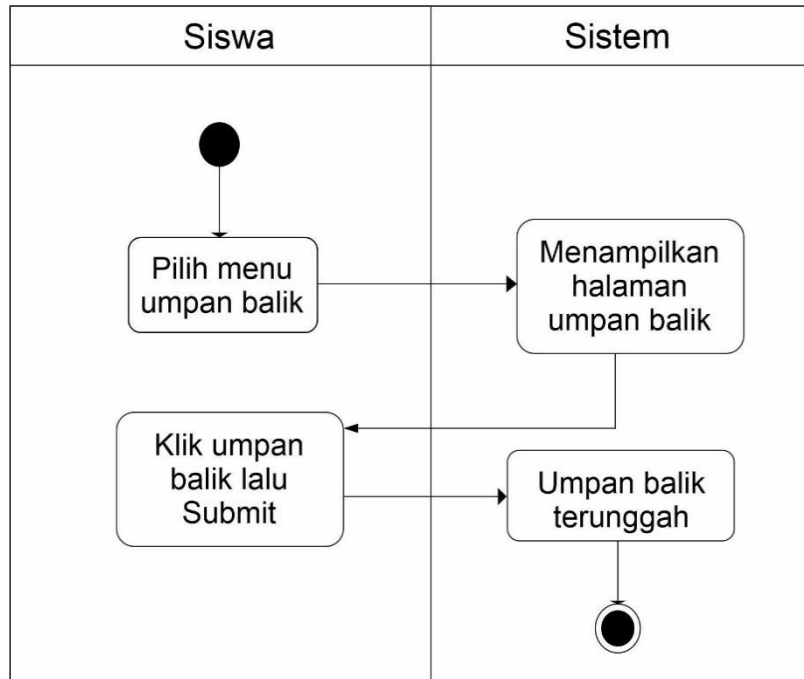 Siswa
Sistem
Pilih menu
umpan balik
Menampilkan
halaman
umpan balik
Klik umpan
balik lalu
Submit
Umpan balik
terunggah